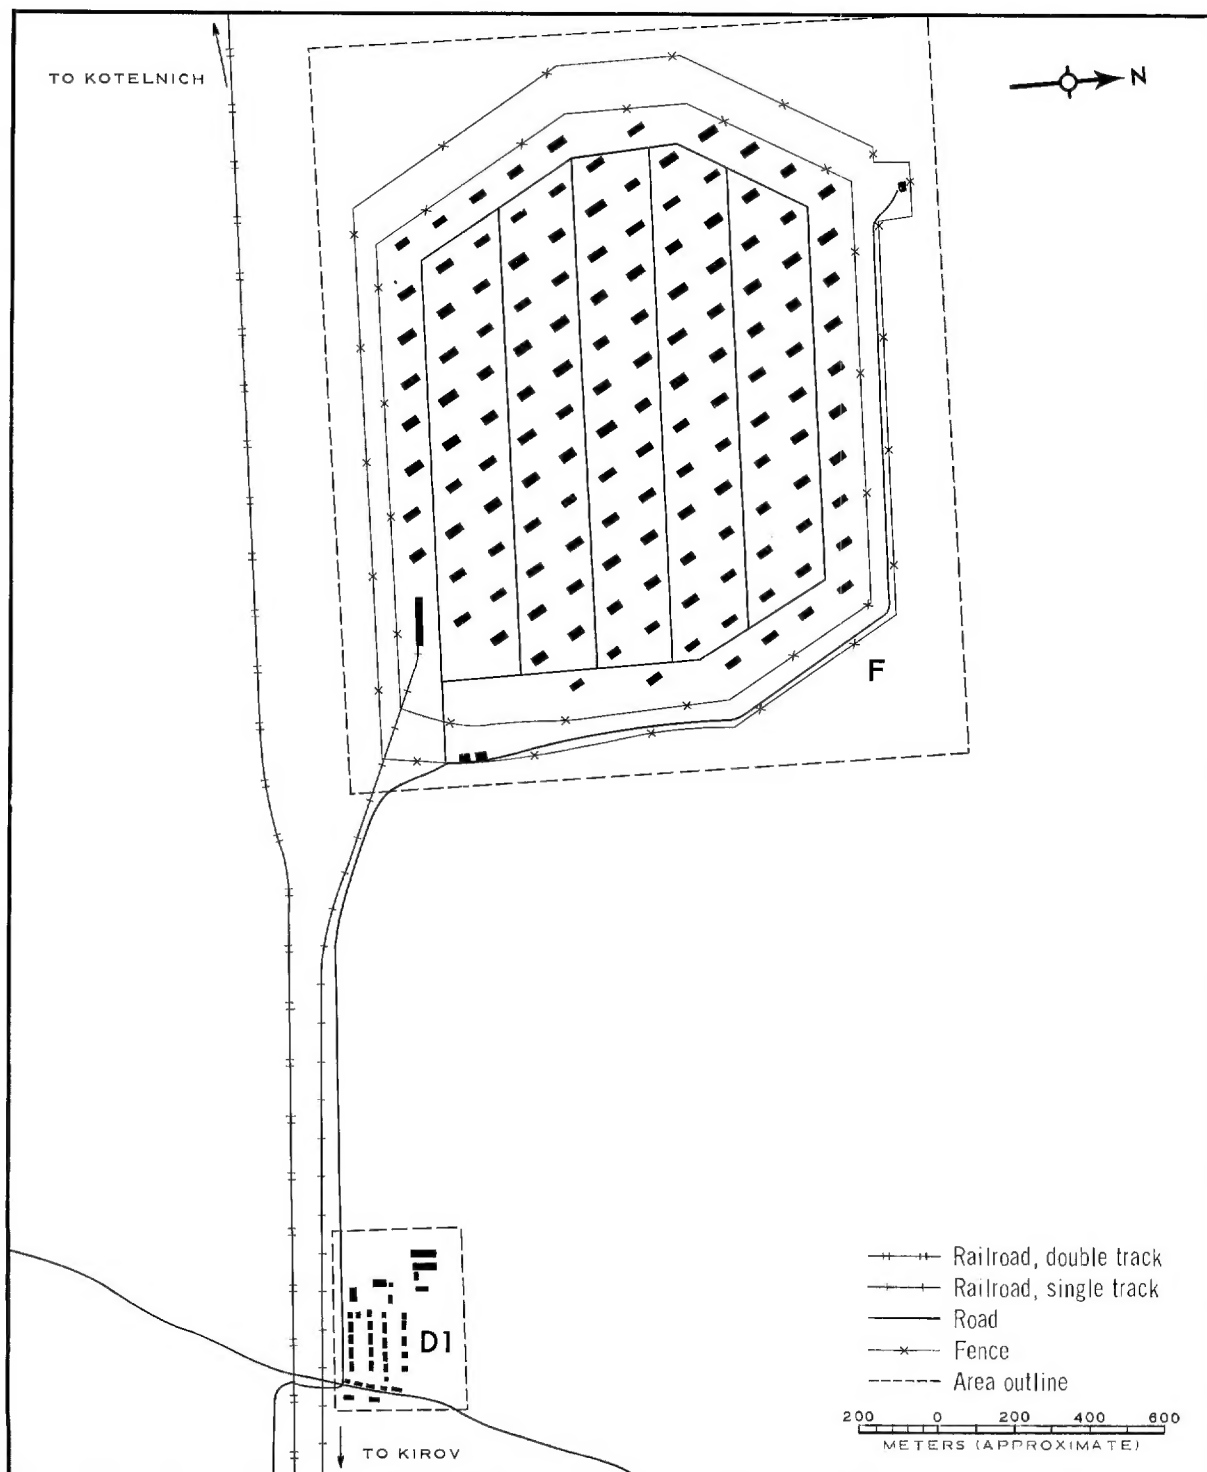 TO KOTELNICH
N
F
D1
Railroad, double track
Railroad, single track
Road
Fence
Area outline
200 0 200 400 600
METERS (APPROXIMATE)
TO KIROV